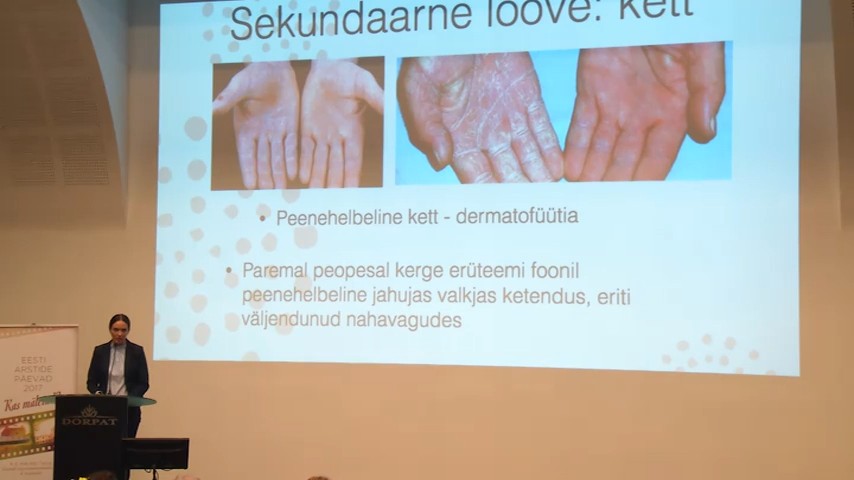 Sekundaarne lööve: kett
Peenehelbeline kett - dermatofüütia
Paremal peopesal kerge erüteemi foonil
peenehelbeline jahujas valkjas ketendus, eriti
väljendunud nahavagudes
EESTI
ARSTIDE
PÄEVAD
2017
DORPAT